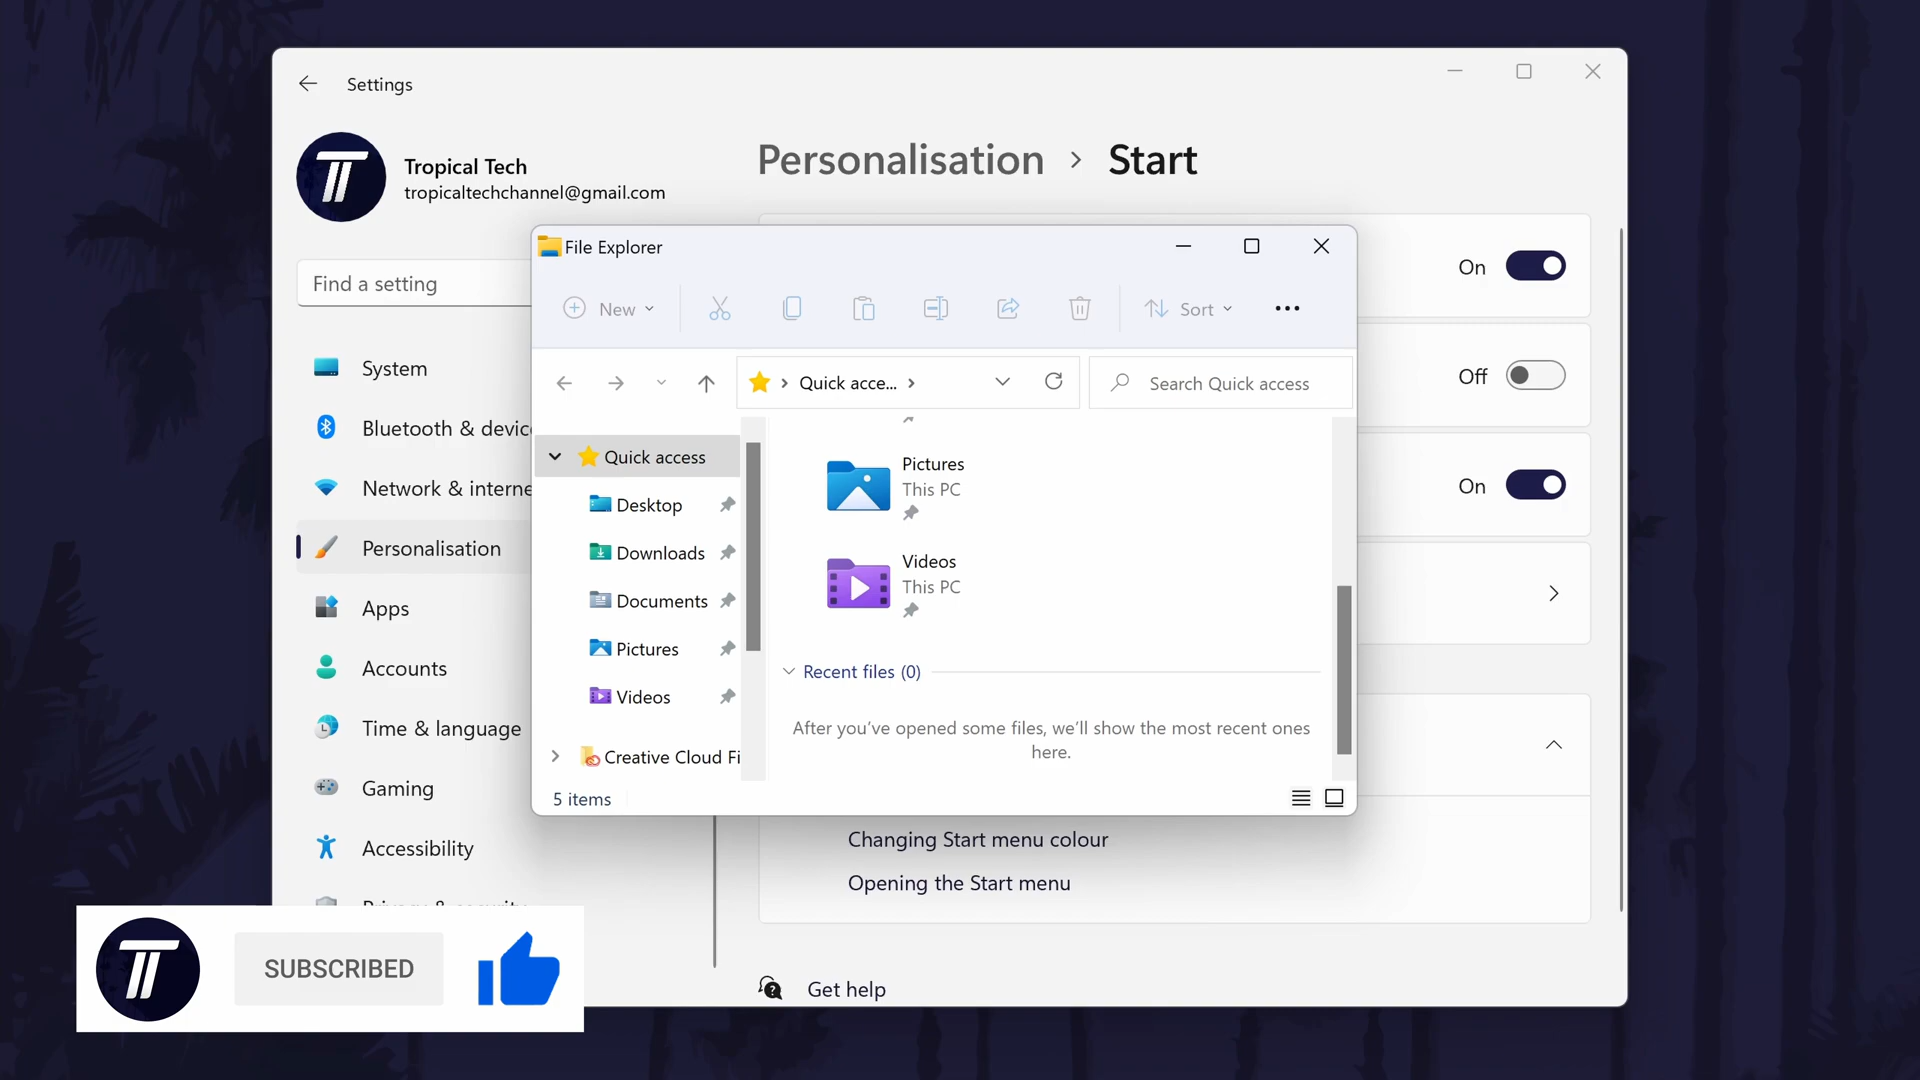 Settings
Tropical Tech
tropicaltechchannel@gmail.com
Personalisation > Start
Find a setting
On
Off
On
System
Bluetooth & devic
Network & interne
Personalisation
Apps
Accounts
Time & language
Gaming
Accessibility
File Explorer
New
Sort
Quick acce...
Search Quick access
Quick access
Desktop
Downloads
Documents
Pictures
Videos
Creative Cloud Fi
Pictures
This PC
Videos
This PC
Recent files (0)
After you've opened some files, we'll show the most recent ones
here.
5 items
Changing Start menu colour
Opening the Start menu
Get help
SUBSCRIBED